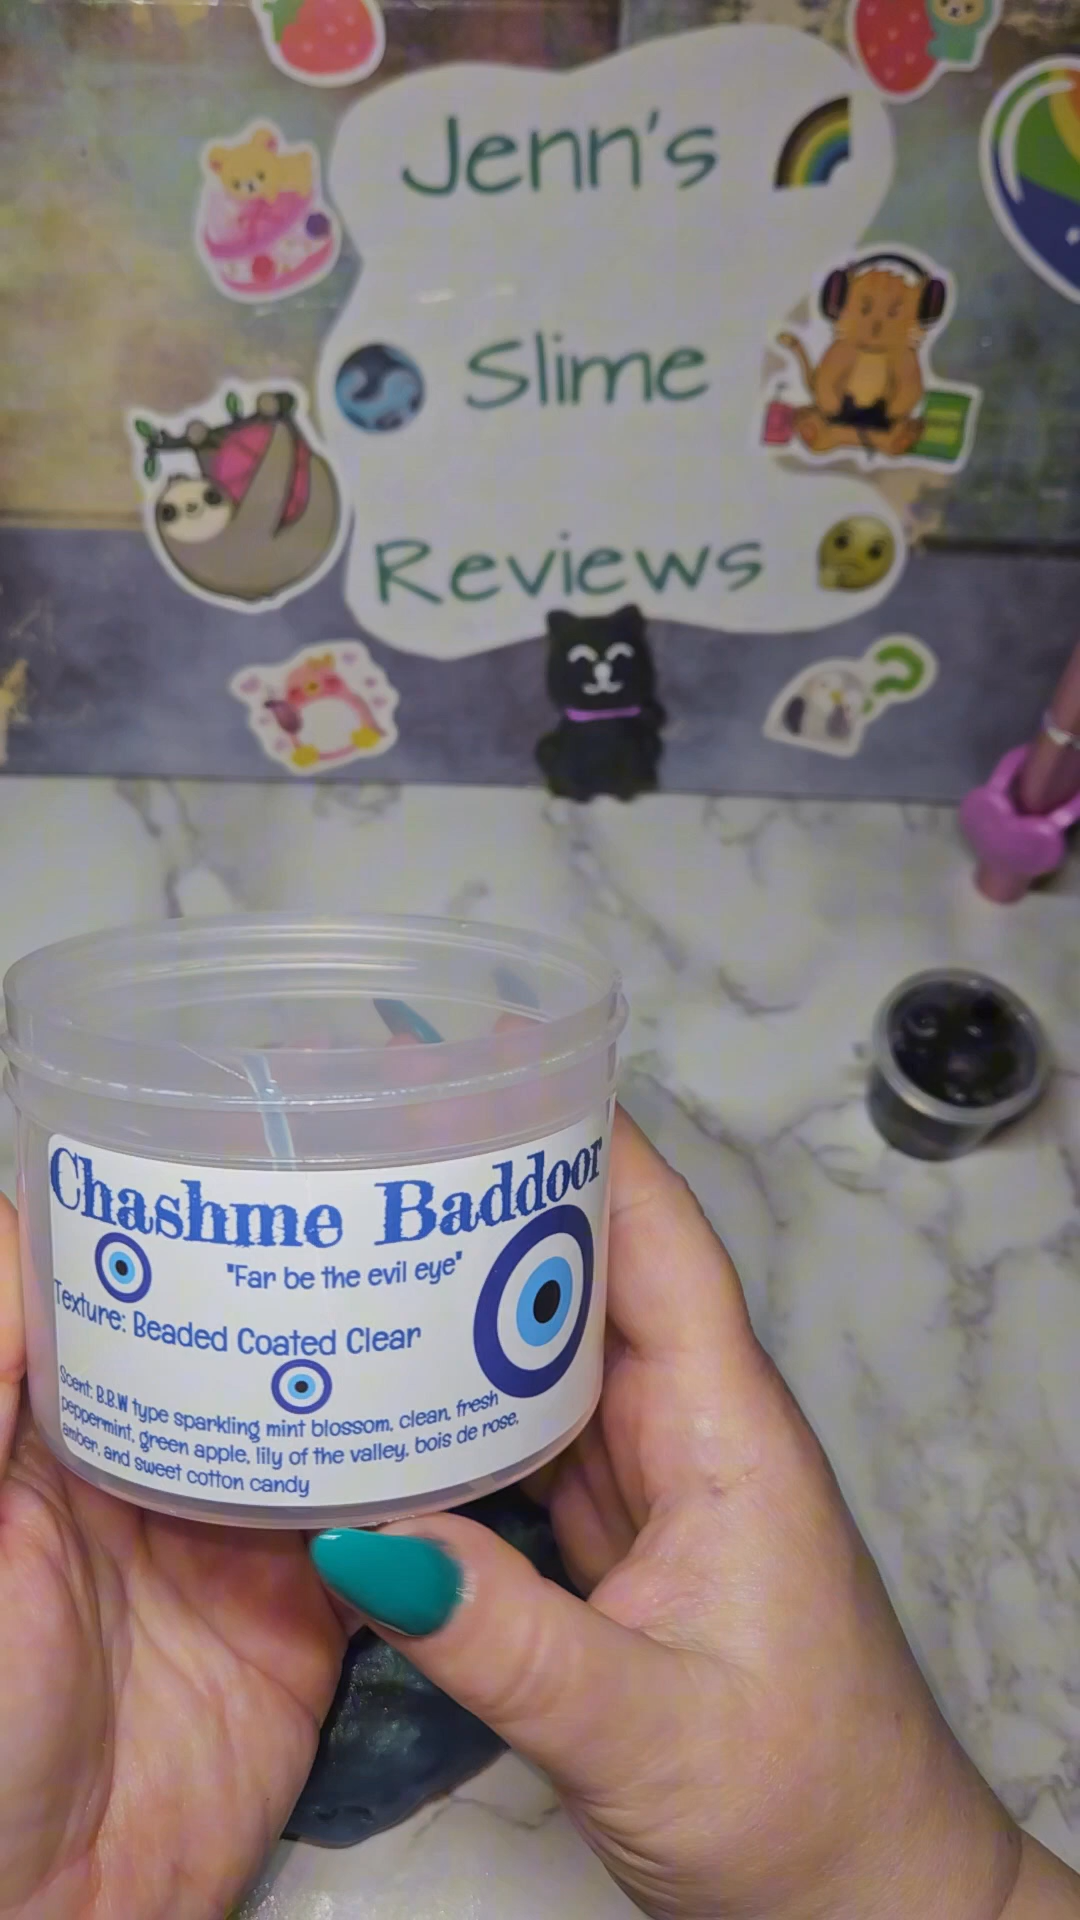 Jenn's
Slime
Reviews
Chashme Baddoor
"Far be the evil eye"
Texture: Beaded Coated Clear
Scent: B.B.W type sparkling mint blossom, clean, fresh
peppermint, green apple, lily of the valley, bois de rose,
amber, and sweet cotton candy